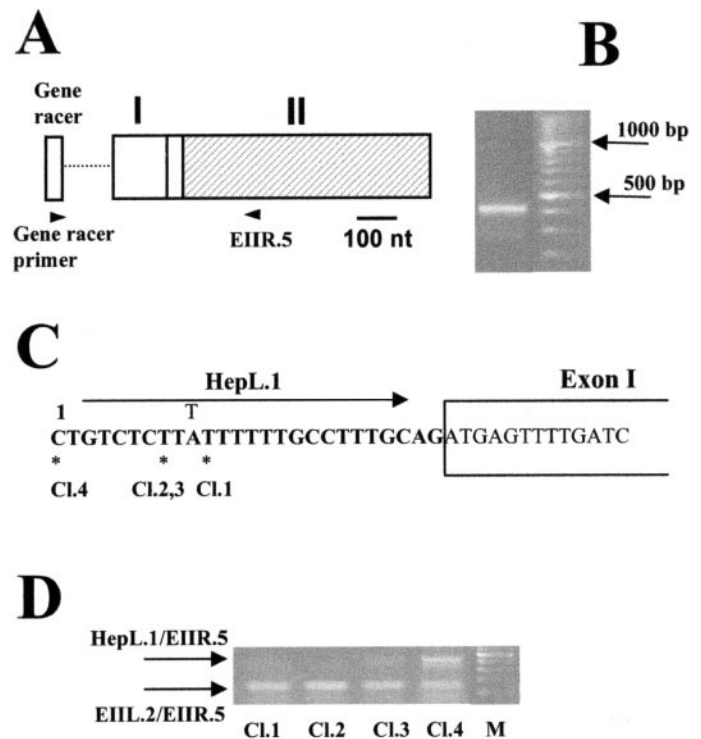 A
B
Gene
racer
I
II
1000 bp
500 bp
Gene racer
primer
EIIR.5
100 nt
C
HepL.1
Exon I
1
T
CTGTCTCTTATTTTTTGCCTTTGCAGATGAGTTTTGATC
* * *
Cl.4 Cl.2,3 Cl.1
D
HepL.1/EIIR.5
EIIL.2/EIIR.5
Cl.1 Cl.2 Cl.3 Cl.4 M